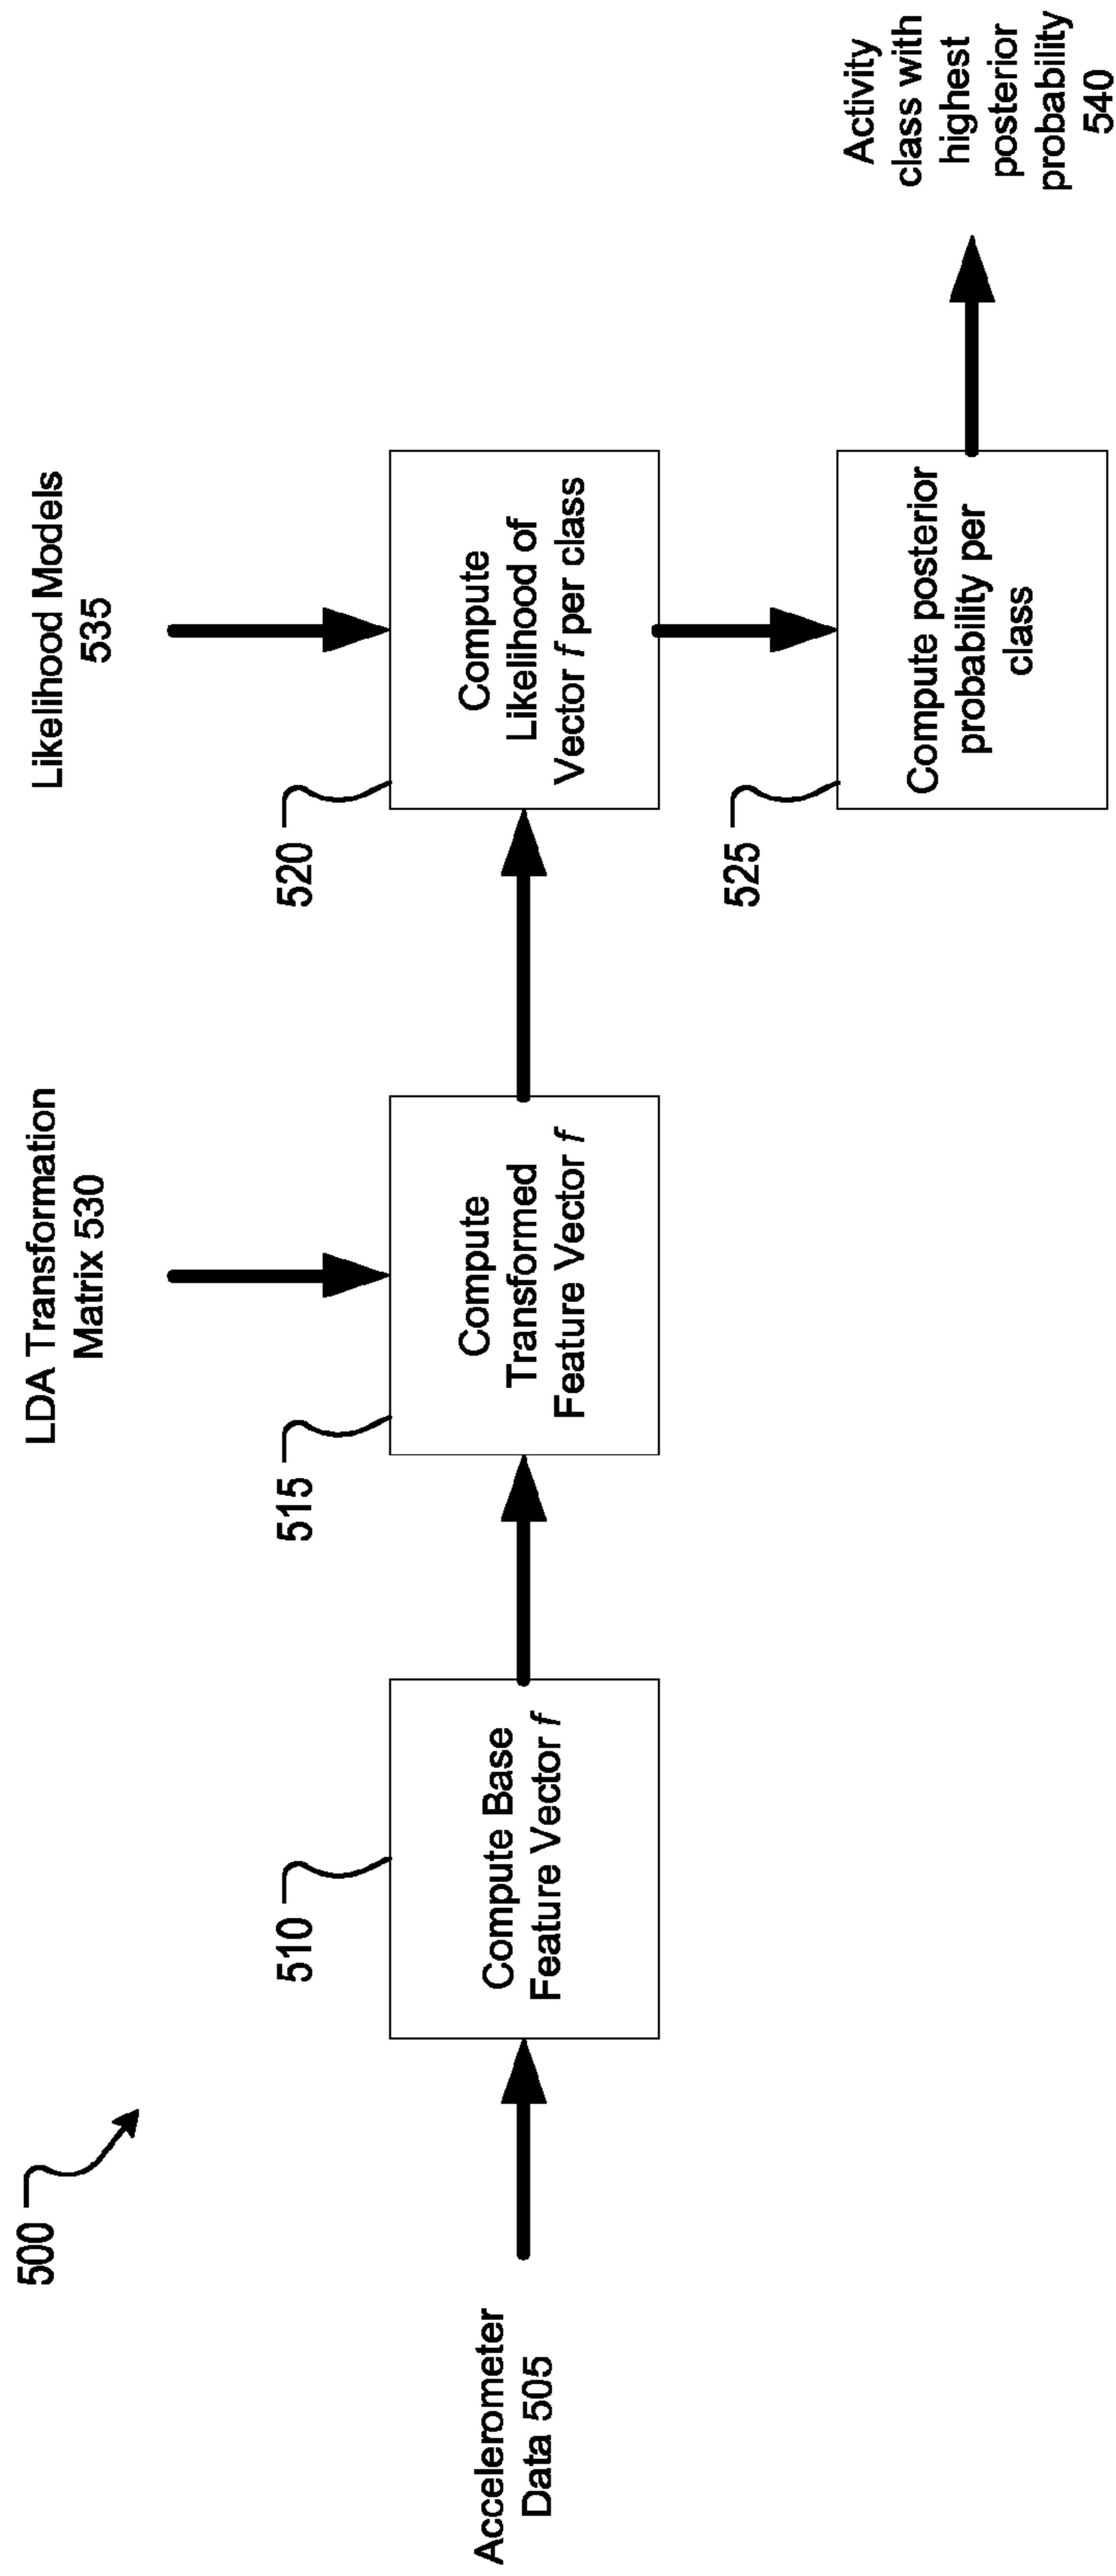 500
Accelerometer
Data 505
510
Compute Base
Feature Vector f
LDA Transformation
Matrix 530
515
Compute
Transformed
Feature Vector f
Likelihood Models
535
520
Compute
Likelihood of
Vector f per class
525
Compute posterior
probability per
class
Activity
class with
highest
posterior
probability
540